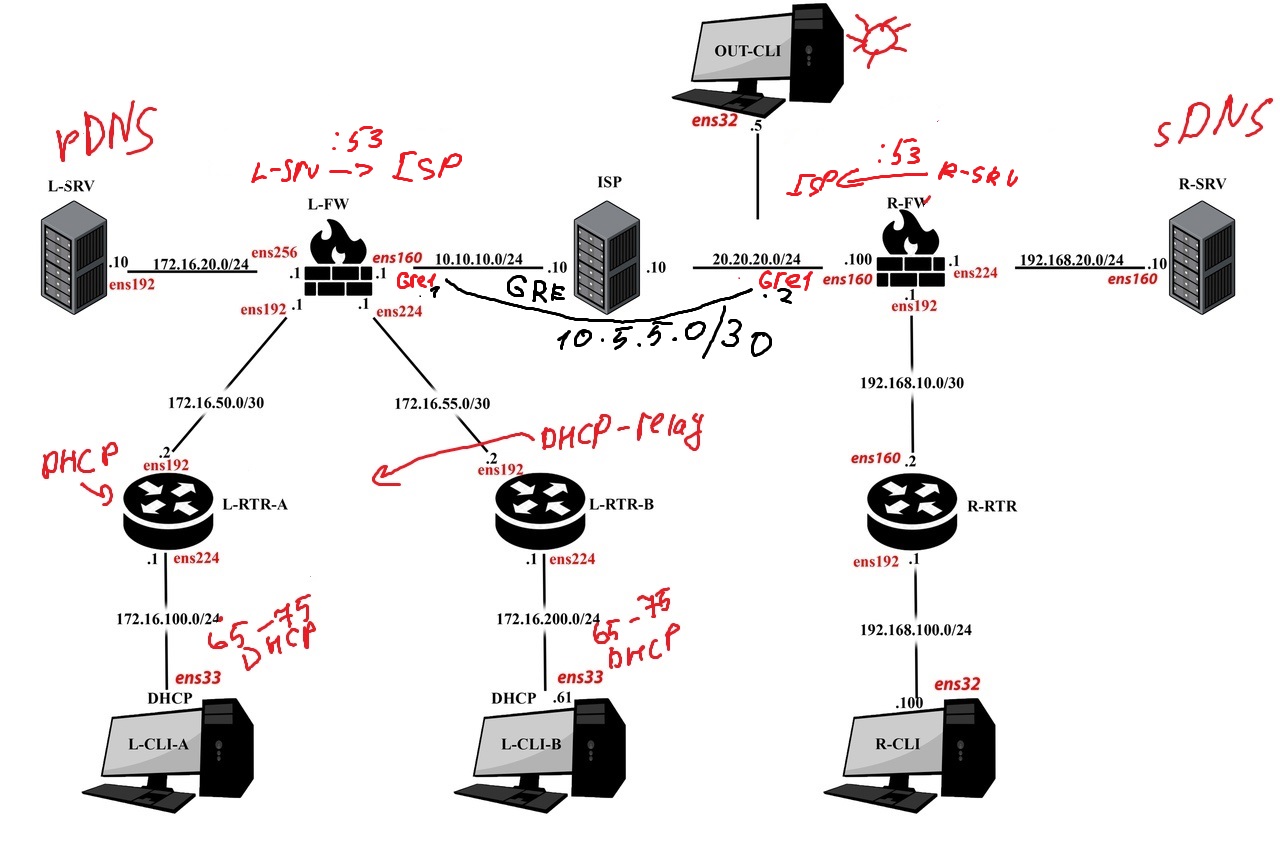 OUT-CLI
ens32
.5
pDNS
:53
L-SRV -> ISP
sDNS
:53
ISP <- R-SRV
L-SRV
L-FW
ISP
R-FW
R-SRV
.10
ens192
172.16.20.0/24
ens256
.1
.1
ens160
10.10.10.0/24
.10
.10
20.20.20.0/24
.100
ens160
.1
ens224
192.168.20.0/24
ens160
.10
Gre1
.1
GRE
Gre1
.2
10.5.5.0/30
ens192
.1
.1
ens224
.1
ens192
172.16.50.0/30
172.16.55.0/30
192.168.10.0/30
DHCP-relay
DHCP
.2
ens192
.2
ens192
ens160
.2
L-RTR-A
L-RTR-B
R-RTR
.1
ens224
.1
ens224
ens192
.1
172.16.100.0/24
65-75
DHCP
172.16.200.0/24
65-75
DHCP
192.168.100.0/24
ens33
DHCP
ens33
DHCP
.61
ens32
.100
L-CLI-A
L-CLI-B
R-CLI